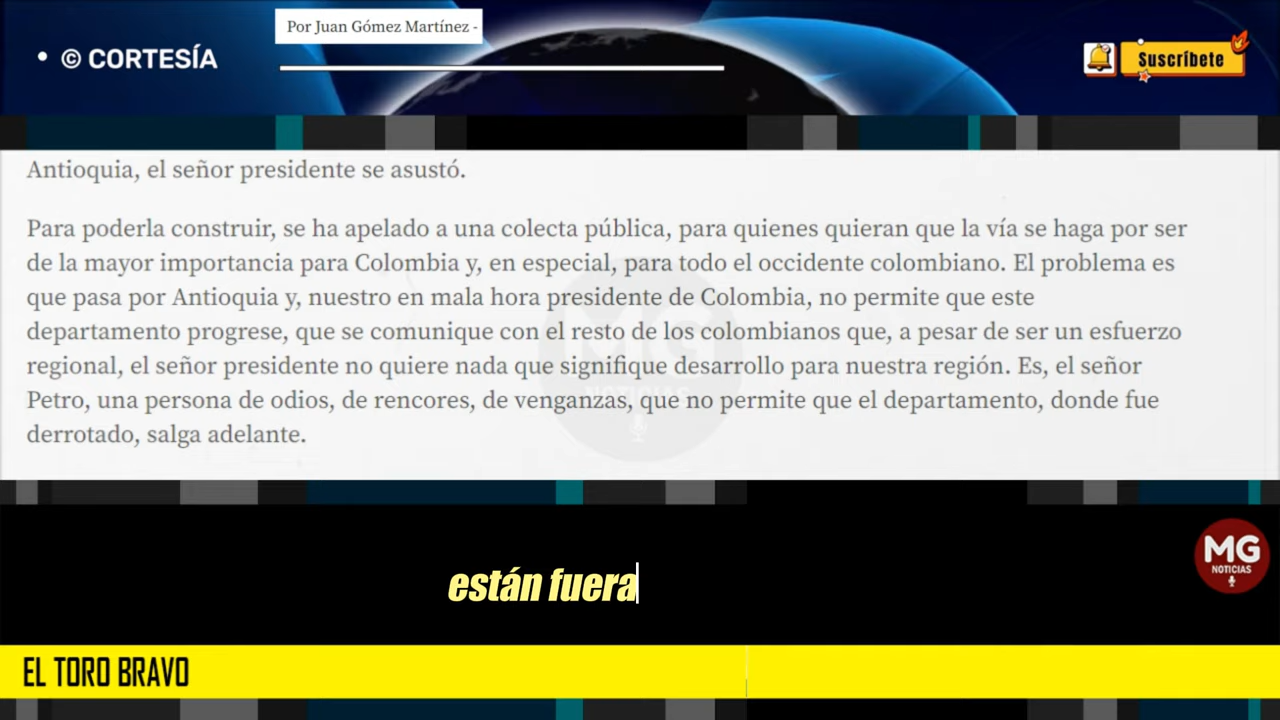 Por Juan Gómez Martínez -
• © CORTESÍA
Suscríbete
Antioquia, el señor presidente se asustó.
Para poderla construir, se ha apelado a una colecta pública, para quienes quieran que la vía se haga por ser
de la mayor importancia para Colombia y, en especial, para todo el occidente colombiano. El problema es
que pasa por Antioquia y, nuestro en mala hora presidente de Colombia, no permite que este
departamento progrese, que se comunique con el resto de los colombianos que, a pesar de ser un esfuerzo
regional, el señor presidente no quiere nada que signifique desarrollo para nuestra región. Es, el señor
Petro, una persona de odios, de rencores, de venganzas, que no permite que el departamento, donde fue
derrotado, salga adelante.
MG
NOTICIAS
están fuera
MG
NOTICIAS
EL TORO BRAVO